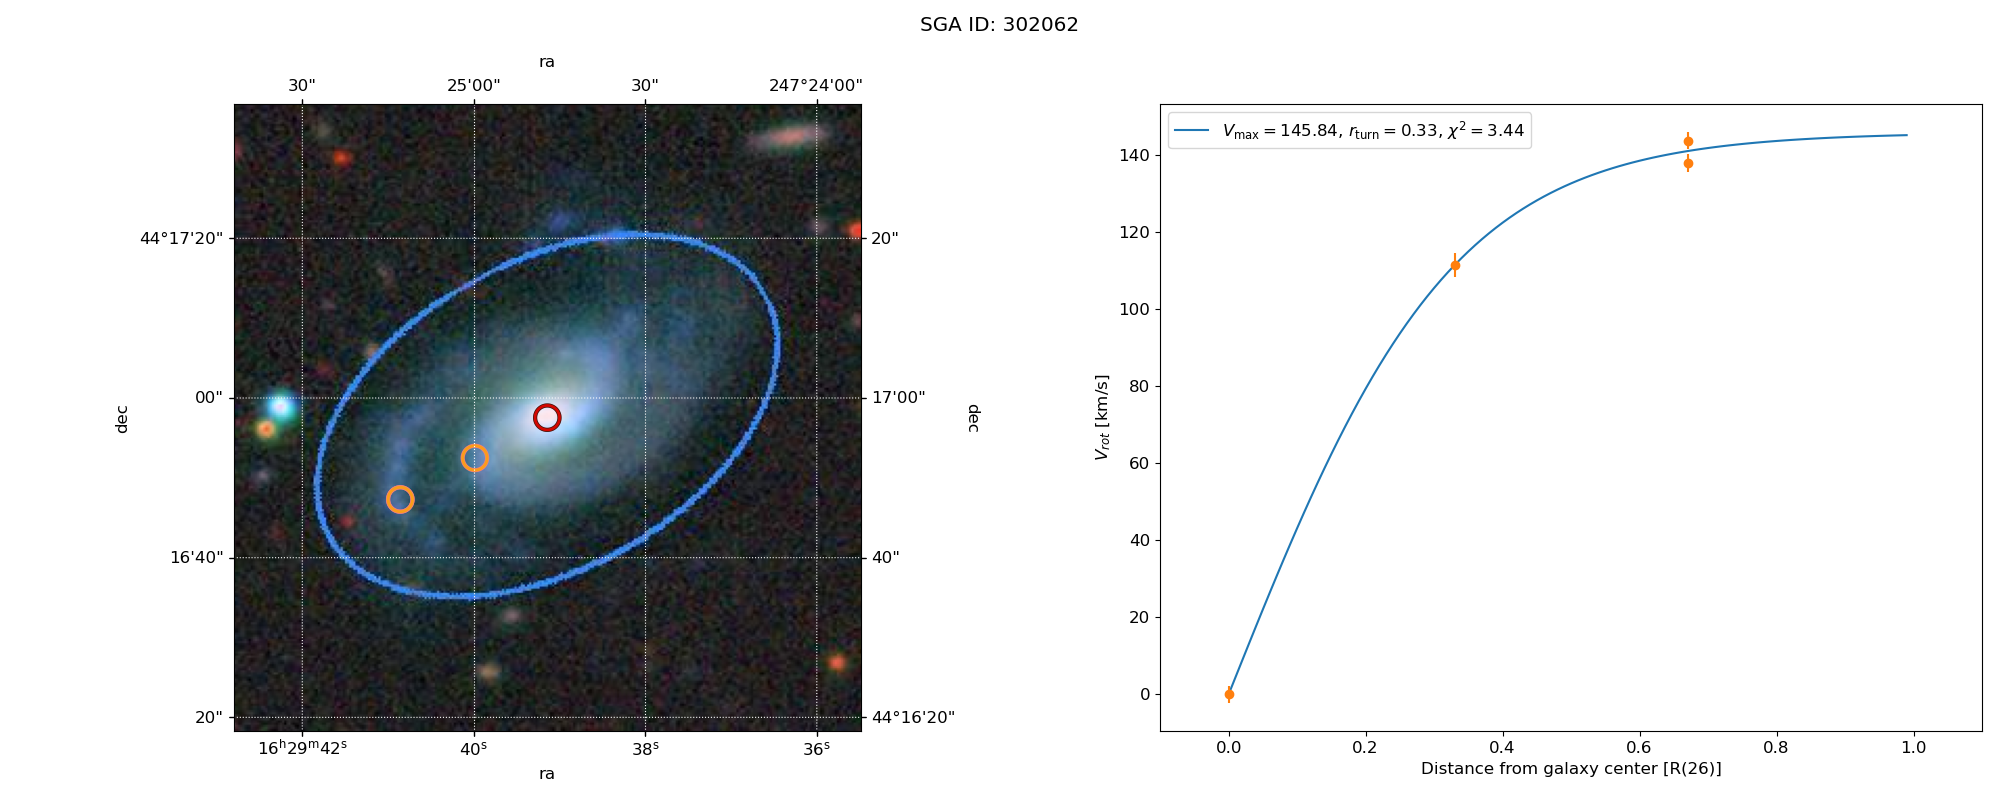 SGA ID: 302062
ra
30" 25'00" 30" 247°24'00"
44°17'20"
00"
16'40"
20"
dec
20"
17'00"
40"
44°16'20"
dec
16ʰ29ᵐ42ˢ 40ˢ 38ˢ 36ˢ
ra
V_max = 145.84, r_turn = 0.33, χ² = 3.44
140
120
100
80
60
40
20
0
V_rot [km/s]
0.0 0.2 0.4 0.6 0.8 1.0
Distance from galaxy center [R(26)]